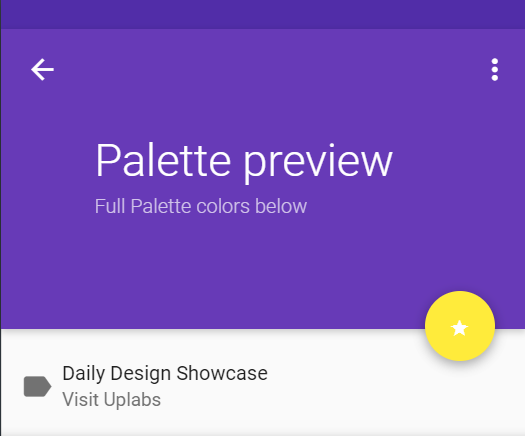 Palette preview
Full Palette colors below
Daily Design Showcase
Visit Uplabs